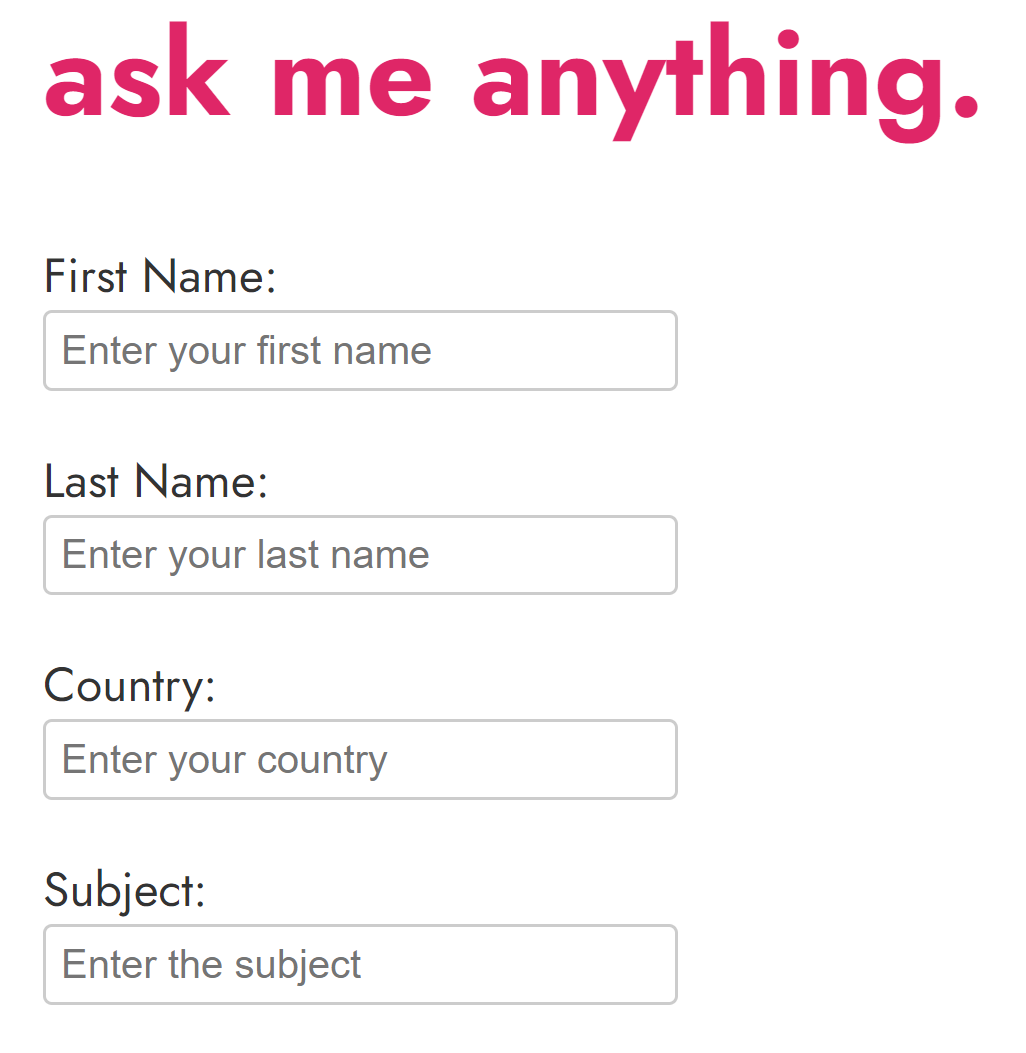 ask me anything.
First Name:
Enter your first name
Last Name:
Enter your last name
Country:
Enter your country
Subject:
Enter the subject